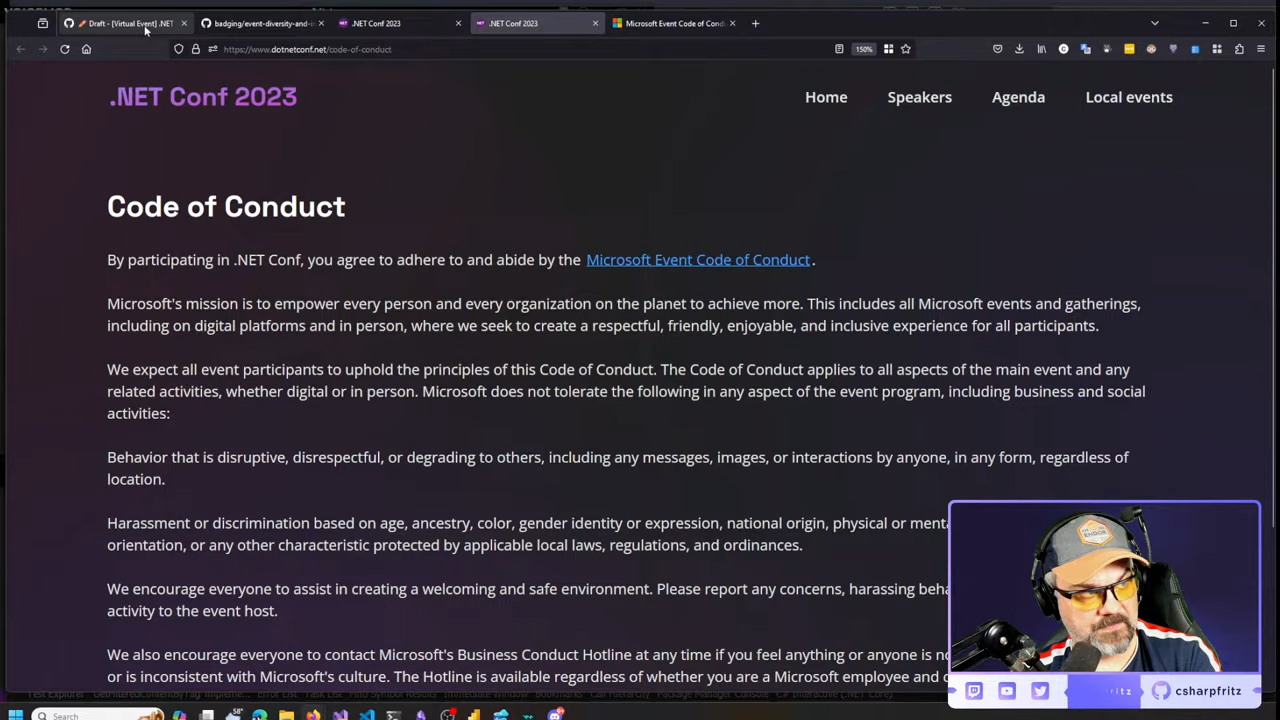 Draft - [Virtual Event] .NET
badging/event-diversity-and-in
.NET Conf 2023
.NET Conf 2023
Microsoft Event Code of Cond
https://www.dotnetconf.net/code-of-conduct
150%
.NET Conf 2023
Home
Speakers
Agenda
Local events
Code of Conduct
By participating in .NET Conf, you agree to adhere to and abide by the Microsoft Event Code of Conduct.
Microsoft's mission is to empower every person and every organization on the planet to achieve more. This includes all Microsoft events and gatherings,
including on digital platforms and in person, where we seek to create a respectful, friendly, enjoyable, and inclusive experience for all participants.
We expect all event participants to uphold the principles of this Code of Conduct. The Code of Conduct applies to all aspects of the main event and any
related activities, whether digital or in person. Microsoft does not tolerate the following in any aspect of the event program, including business and social
activities:
Behavior that is disruptive, disrespectful, or degrading to others, including any messages, images, or interactions by anyone, in any form, regardless of
location.
Harassment or discrimination based on age, ancestry, color, gender identity or expression, national origin, physical or menta
orientation, or any other characteristic protected by applicable local laws, regulations, and ordinances.
We encourage everyone to assist in creating a welcoming and safe environment. Please report any concerns, harassing beha
activity to the event host.
We also encourage everyone to contact Microsoft's Business Conduct Hotline at any time if you feel anything or anyone is no
or is inconsistent with Microsoft's culture. The Hotline is available regardless of whether you are a Microsoft employee and c
ritz
csharpfritz
Search
58°